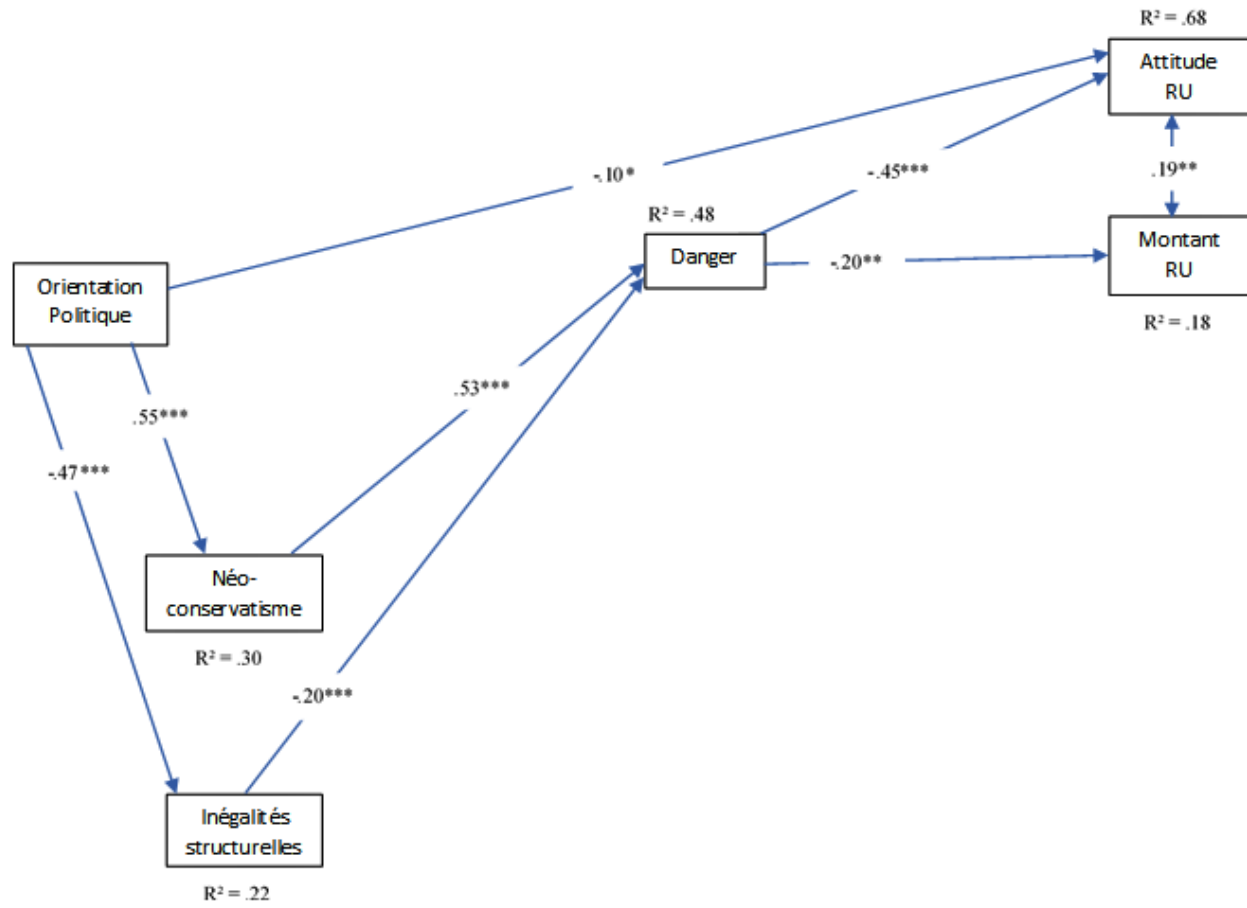 R² = .68
Attitude
RU
-.10*
-.45***
.19**
R² = .48
Danger
-.20**
Montant
RU
R² = .18
Orientation
Politique
.55***
.53***
-.47***
Néo-
conservatisme
R² = .30
-.20***
Inégalités
structurelles
R² = .22